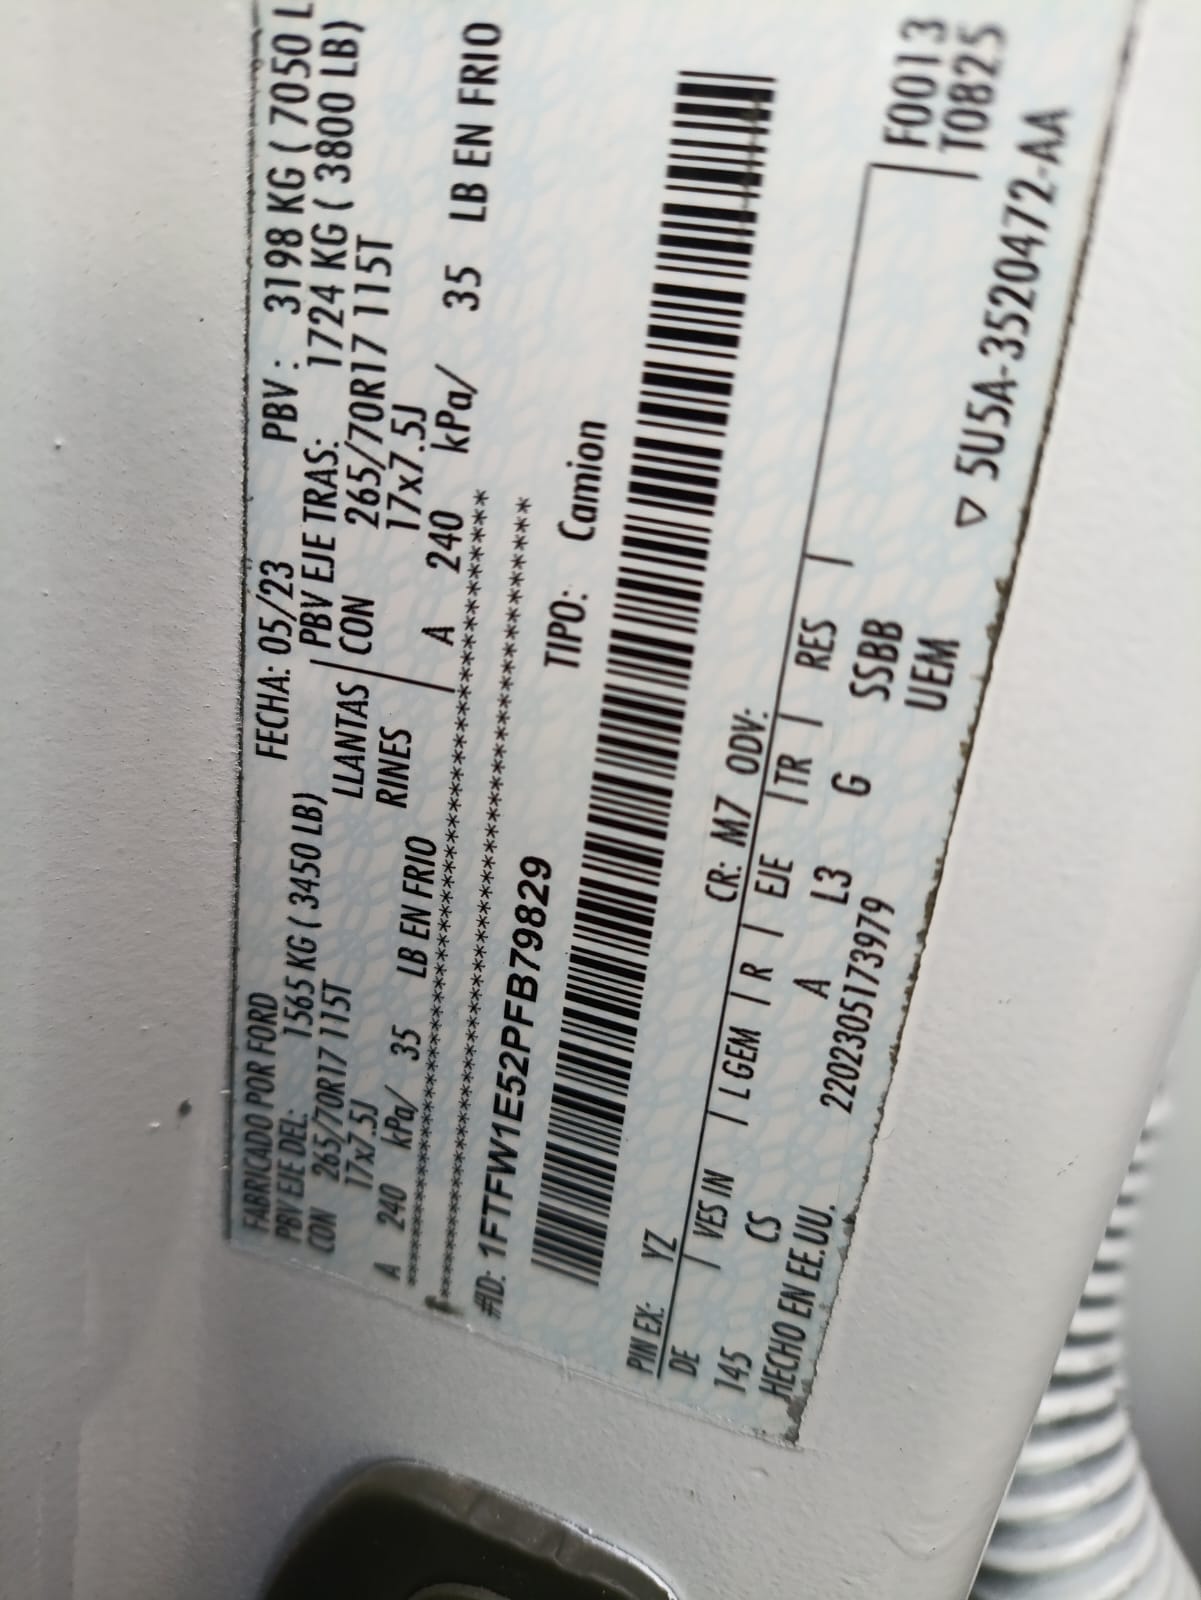 FABRICADO POR FORD FECHA: 05/23 PBV: 3198 KG ( 7050 L
PBV EJE DEL: 1565 KG ( 3450 LB) PBV EJE TRAS: 1724 KG ( 3800 LB)
CON 265/70R17 115T LLANTAS CON 265/70R17 115T
17x7.5J RINES 17x7.5J
A 240 kPa/ 35 LB EN FRIO A 240 kPa/ 35 LB EN FRIO
#ID: 1FTFW1E52PFB79829 TIPO: Camion
PIN EX: YZ CR: M7 ODV:
DE VES IN LGEM R EJE TR RES F0013
145 CS A L3 G SSBB T0825
HECHO EN EE.UU. 2202305173979 UEM ▽ 5U5A-3520472-AA